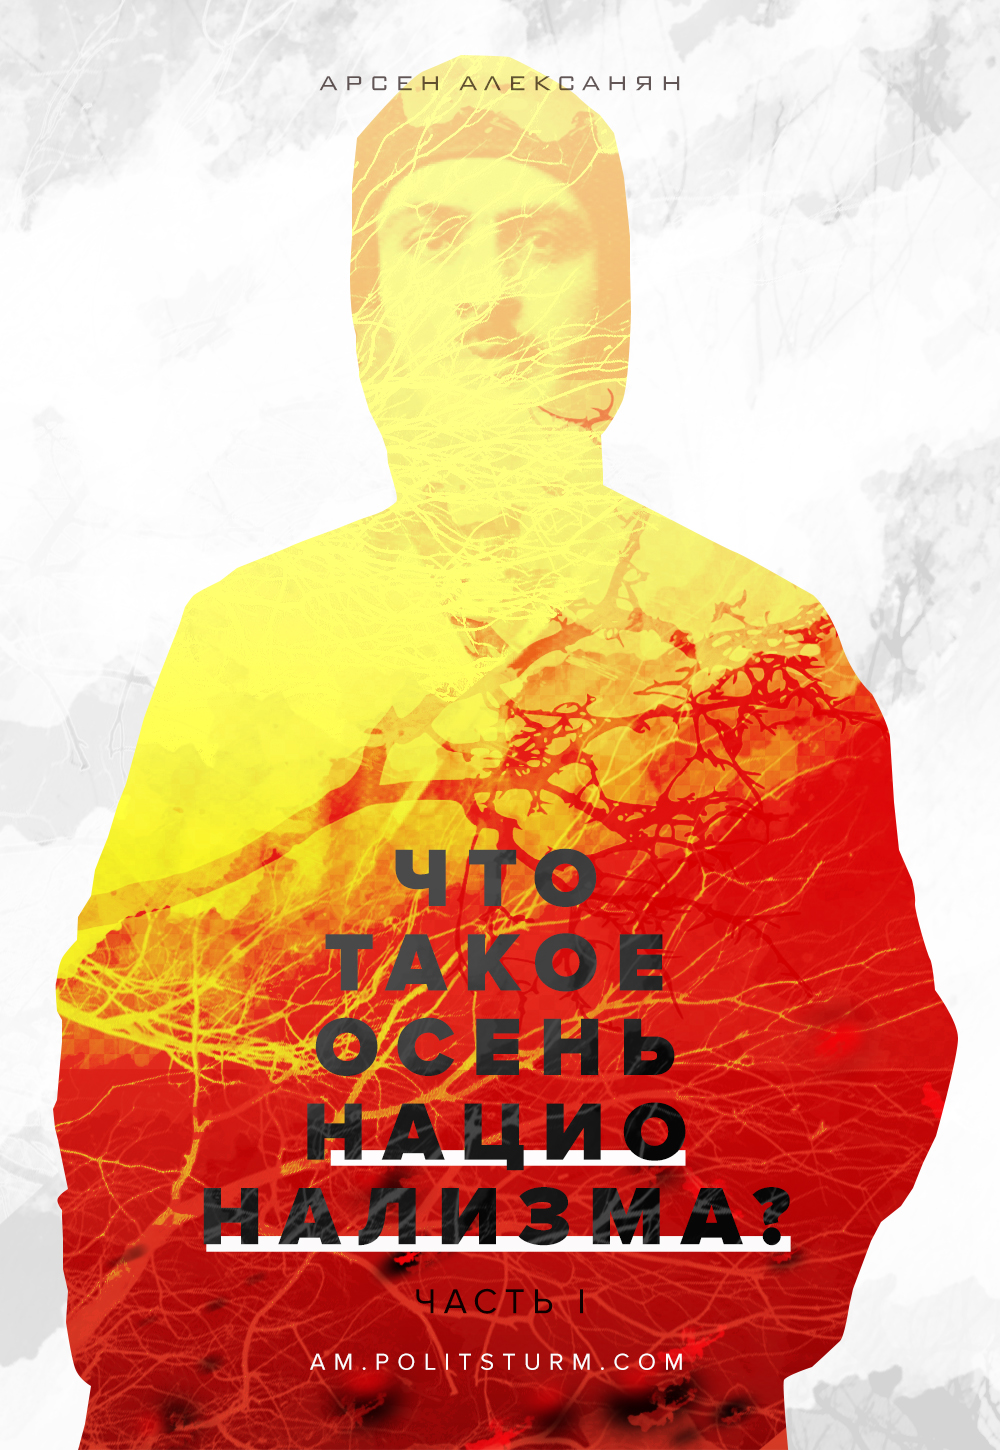 АРСЕН АЛЕКСАНЯН
ЧТО
ТАКОЕ
ОСЕНЬ
НАЦИО
НАЛИЗМА?
ЧАСТЬ I
AM.POLITSTURM.COM